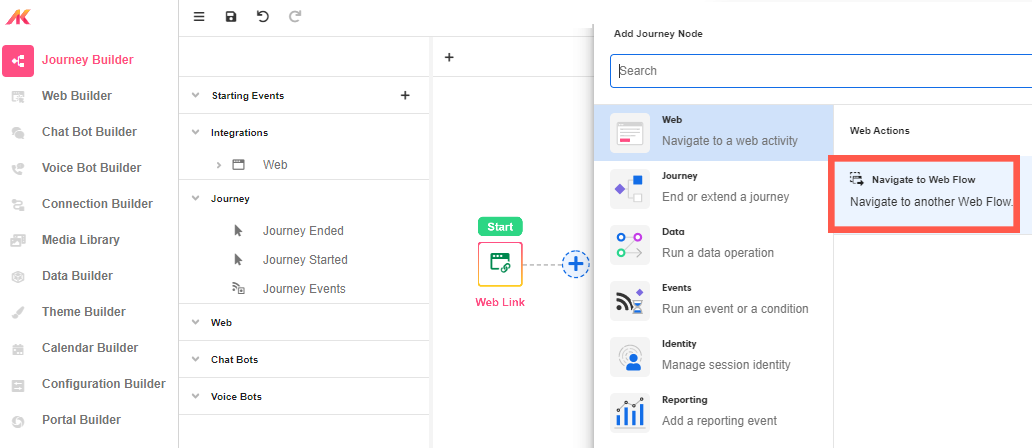 Journey Builder
Web Builder
Chat Bot Builder
Voice Bot Builder
Connection Builder
Media Library
Data Builder
Theme Builder
Calendar Builder
Configuration Builder
Portal Builder
Starting Events
Integrations
Web
Journey
Journey Ended
Journey Started
Journey Events
Web
Chat Bots
Voice Bots
Start
Web Link
Add Journey Node
Search
Web
Navigate to a web activity
Journey
End or extend a journey
Data
Run a data operation
Events
Run an event or a condition
Identity
Manage session identity
Reporting
Add a reporting event
Web Actions
Navigate to Web Flow
Navigate to another Web Flow.